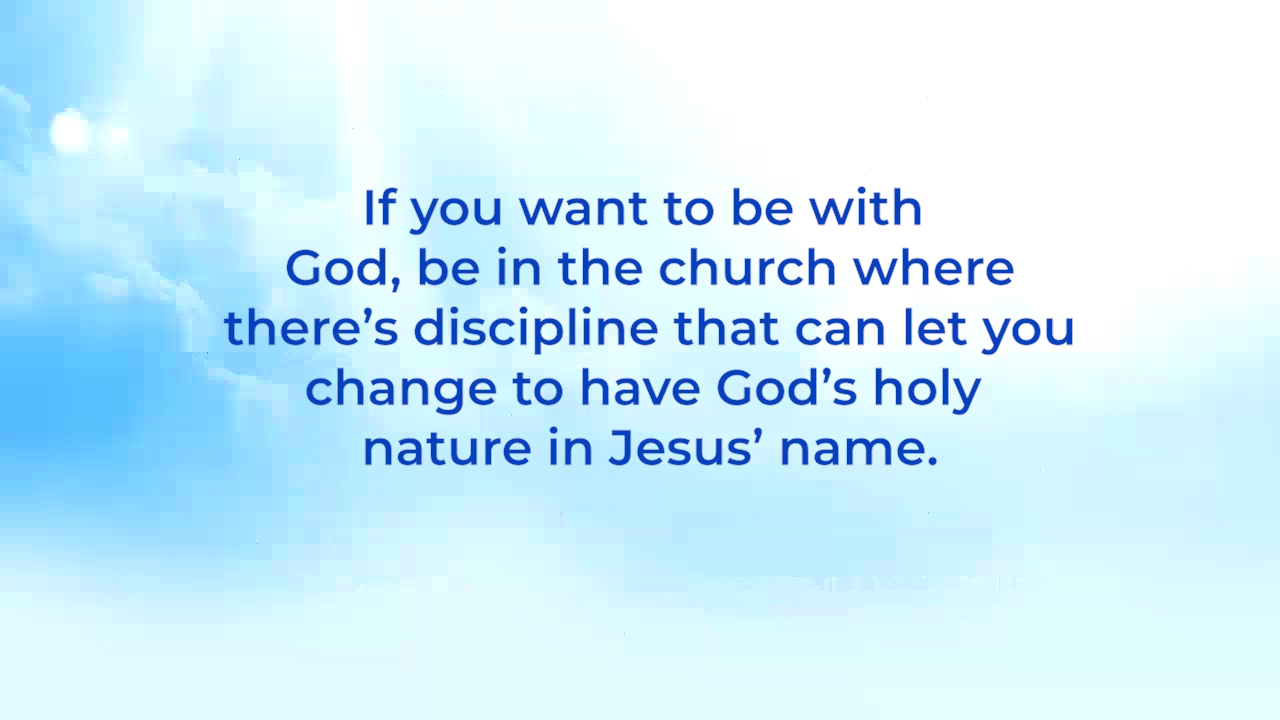 If you want to be with
God, be in the church where
there’s discipline that can let you
change to have God’s holy
nature in Jesus’ name.